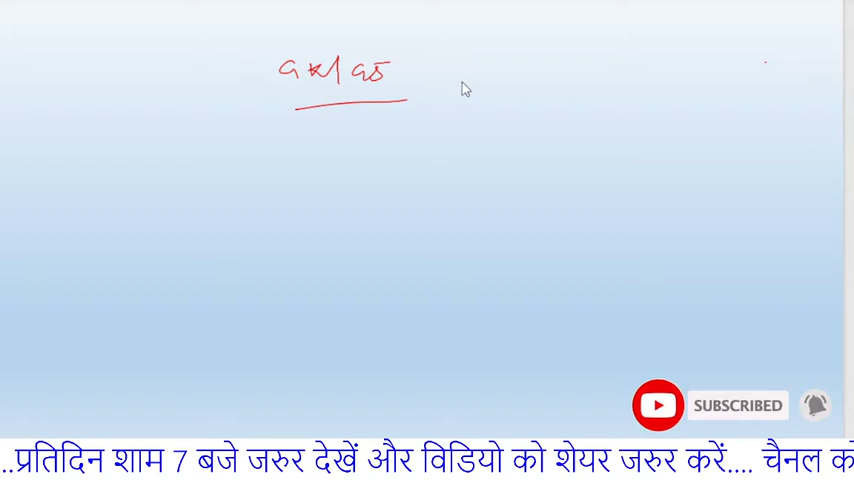 SUBSCRIBED
..प्रतिदिन शाम 7 बजे जरुर देखें और विडियो को शेयर जरुर करें.... चैनल को